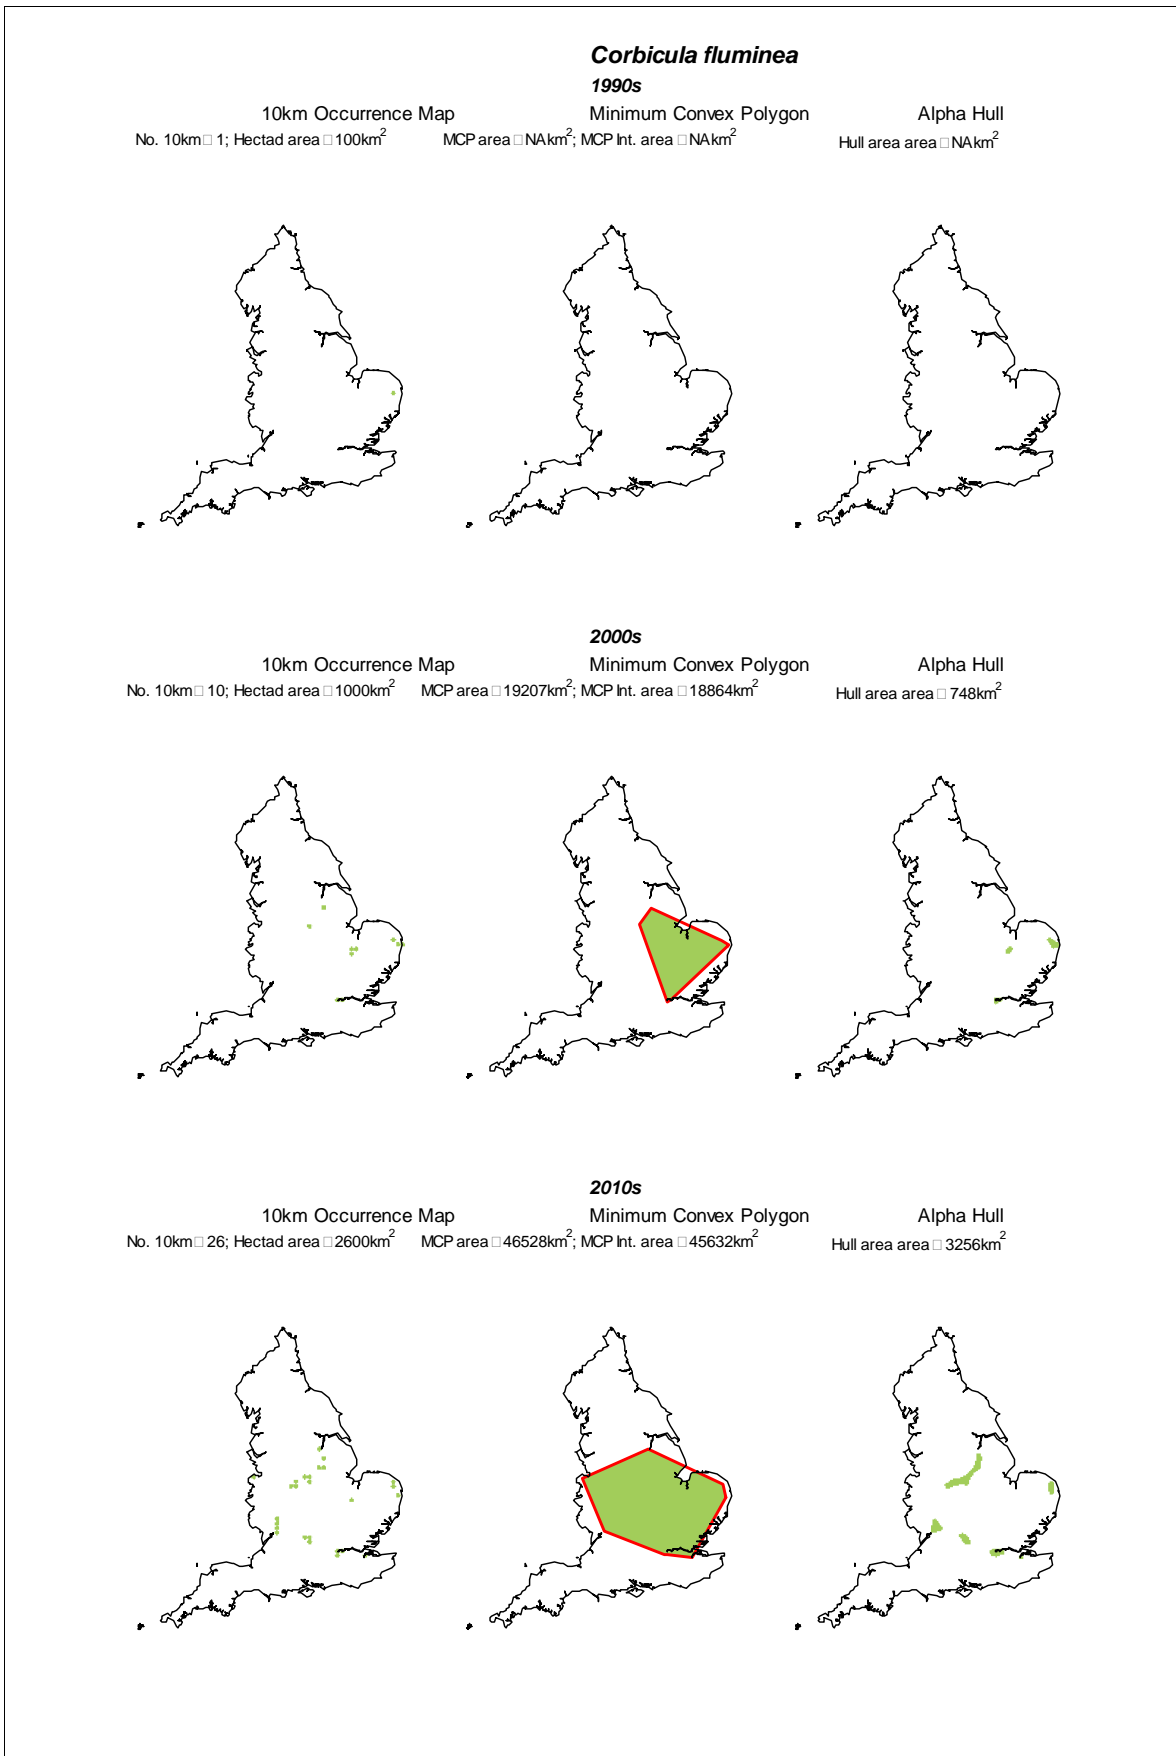 Corbicula fluminea
1990s
10km Occurrence Map Minimum Convex Polygon Alpha Hull
No. 10km□1; Hectad area□100km² MCP area□NAkm²; MCP Int. area□NAkm² Hull area area□NAkm²
2000s
10km Occurrence Map Minimum Convex Polygon Alpha Hull
No. 10km□10; Hectad area□1000km² MCP area□19207km²; MCP Int. area□18864km² Hull area area□748km²
2010s
10km Occurrence Map Minimum Convex Polygon Alpha Hull
No. 10km□26; Hectad area□2600km² MCP area□46528km²; MCP Int. area□45632km² Hull area area□3256km²